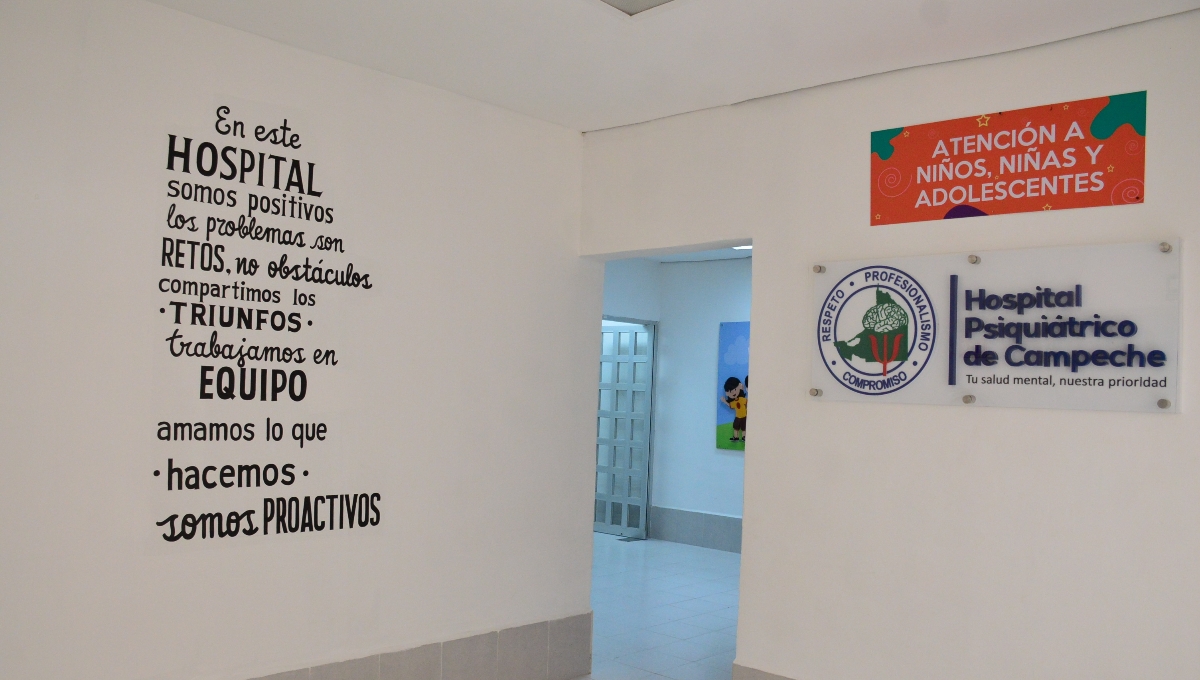 En este
HOSPITAL
somos positivos
los problemas son
RETOS, no obstáculos
compartimos los
·TRIUNFOS·
trabajamos en
EQUIPO
amamos lo que
·hacemos·
somos PROACTIVOS
ATENCIÓN A
NIÑOS, NIÑAS Y
ADOLESCENTES
RESPETO · PROFESIONALISMO · COMPROMISO ·
Hospital
Psiquiátrico
de Campeche
Tu salud mental, nuestra prioridad